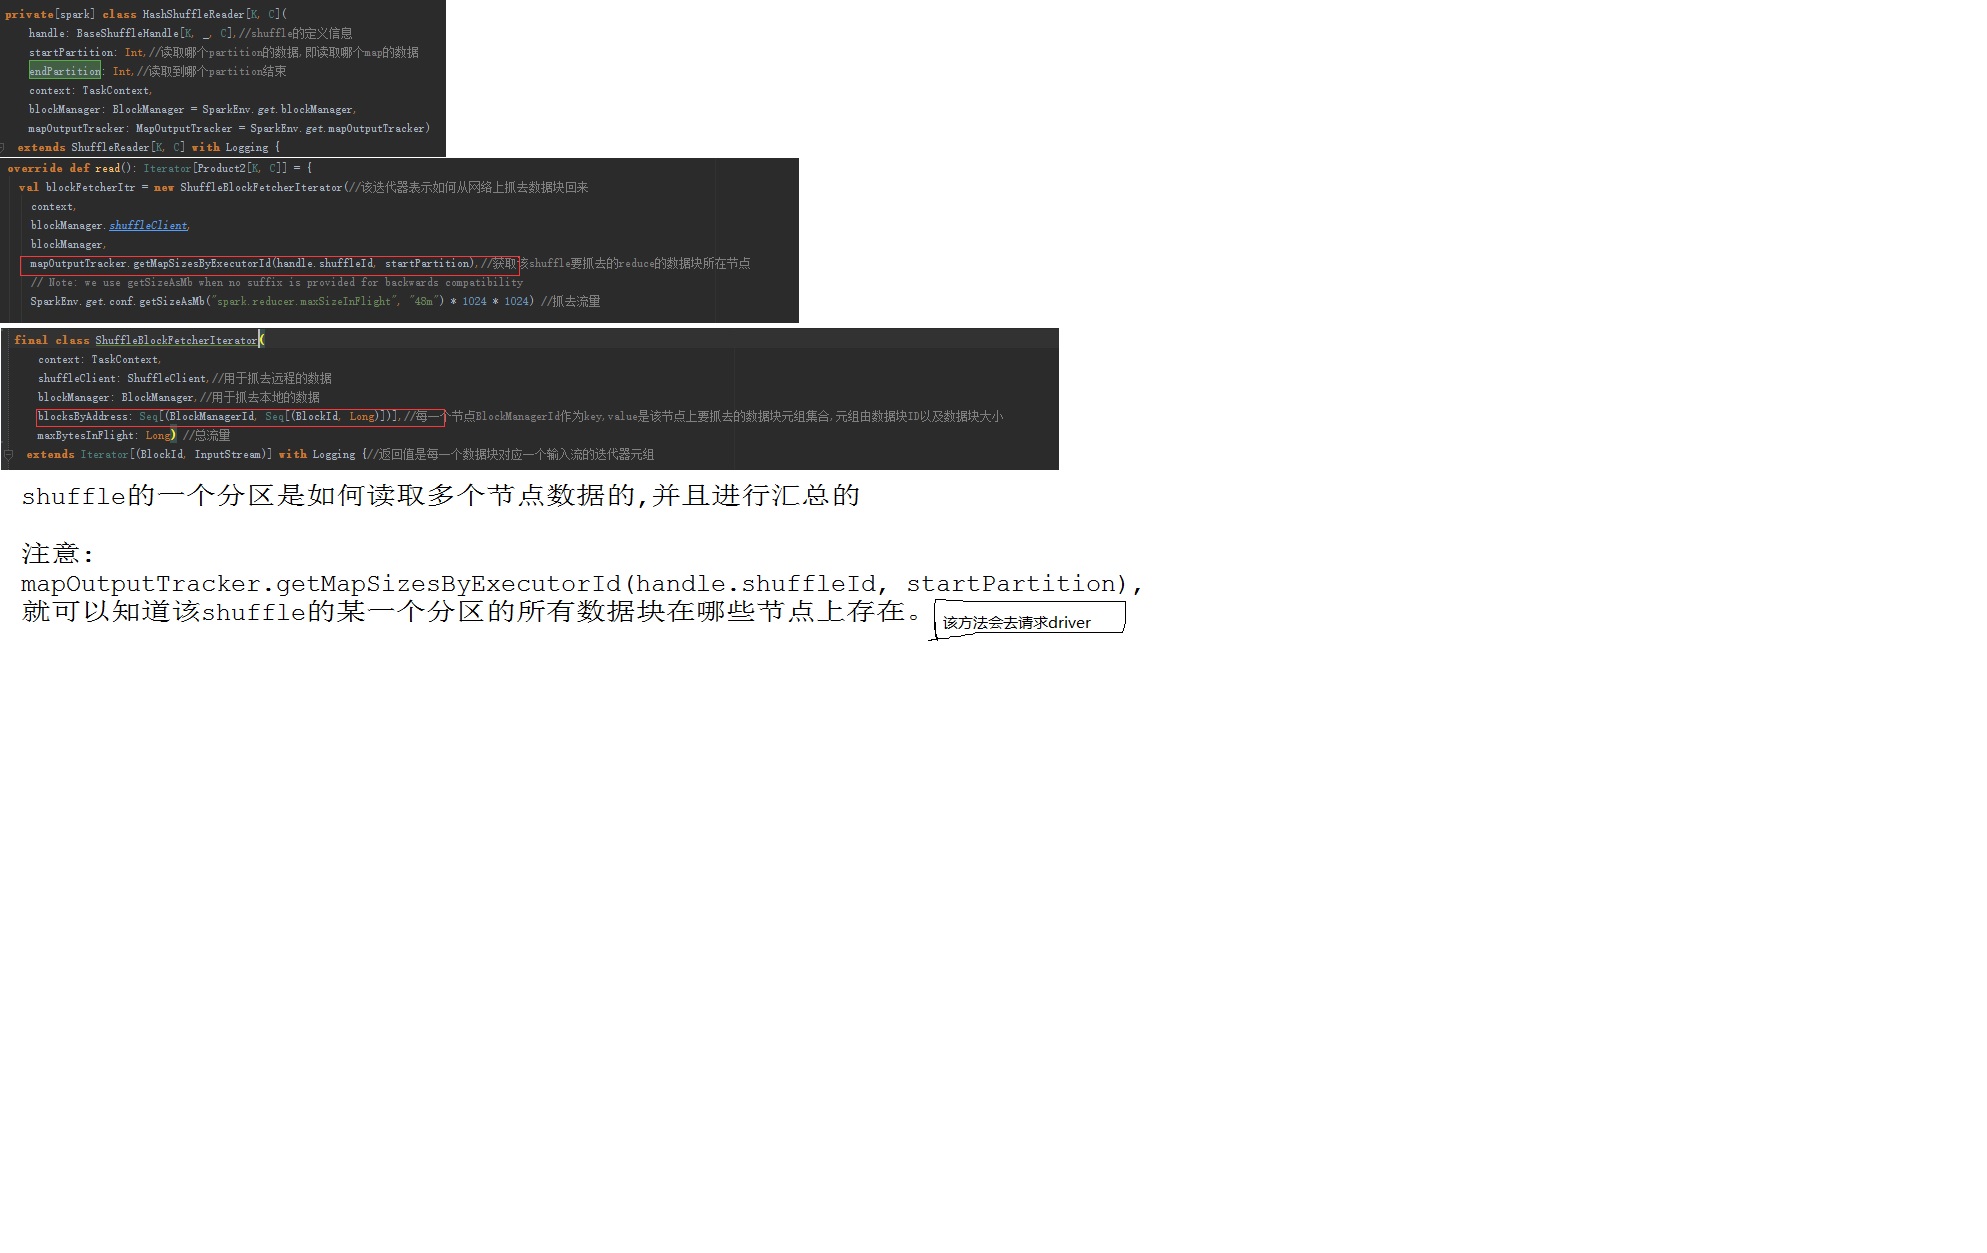 private[spark] class HashShuffleReader[K, C](
handle: BaseShuffleHandle[K, _, C],//shuffle的定义信息
startPartition: Int,//读取哪个partition的数据,即读取哪个map的数据
endPartition: Int,//读取到哪个partition结束
context: TaskContext,
blockManager: BlockManager = SparkEnv.get.blockManager,
mapOutputTracker: MapOutputTracker = SparkEnv.get.mapOutputTracker)
extends ShuffleReader[K, C] with Logging {
override def read(): Iterator[Product2[K, C]] = {
val blockFetcherItr = new ShuffleBlockFetcherIterator(//该迭代器表示如何从网络上抓去数据块回来
context,
blockManager.shuffleClient,
blockManager,
mapOutputTracker.getMapSizesByExecutorId(handle.shuffleId, startPartition),//获取该shuffle要抓去的reduce的数据块所在节点
// Note: we use getSizeAsMb when no suffix is provided for backwards compatibility
SparkEnv.get.conf.getSizeAsMb("spark.reducer.maxSizeInFlight", "48m") * 1024 * 1024) //抓去流量
final class ShuffleBlockFetcherIterator(
context: TaskContext,
shuffleClient: ShuffleClient,//用于抓去远程的数据
blockManager: BlockManager,//用于抓去本地的数据
blocksByAddress: Seq[(BlockManagerId, Seq[(BlockId, Long)])],//每一个节点BlockManagerId作为key,value是该节点上要抓去的数据块元组集合,元组由数据块ID以及数据块大小
maxBytesInFlight: Long) //总流量
extends Iterator[(BlockId, InputStream)] with Logging {//返回值是每一个数据块对应一个输入流的迭代器元组
shuffle的一个分区是如何读取多个节点数据的,并且进行汇总的
注意:
mapOutputTracker.getMapSizesByExecutorId(handle.shuffleId, startPartition),
就可以知道该shuffle的某一个分区的所有数据块在哪些节点上存在。
该方法会去请求driver